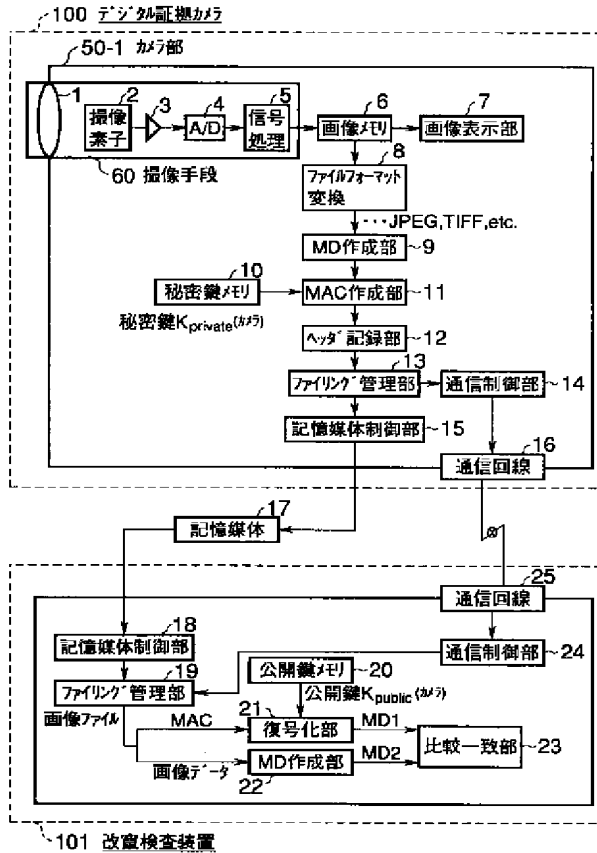 100 デジタル証拠カメラ
50-1 カメラ部
1
2
3
4
5
6
7
撮像
素子
A/D
信号
処理
画像メモリ
画像表示部
60 撮像手段
8
ファイルフォーマット
変換
・・・JPEG,TIFF,etc.
MD作成部
9
10
秘密鍵メモリ
MAC作成部
11
秘密鍵Kprivate(カメラ)
ヘッダ記録部
12
13
ファイリング管理部
通信制御部
14
記憶媒体制御部
15
16
通信回線
17
記憶媒体
25
通信回線
18
記憶媒体制御部
通信制御部
24
19
公開鍵メモリ
20
ファイリング管理部
公開鍵Kpublic(カメラ)
画像ファイル
21
MAC
復号化部
MD1
比較一致部
23
画像データ
MD作成部
MD2
22
101 改竄検査装置